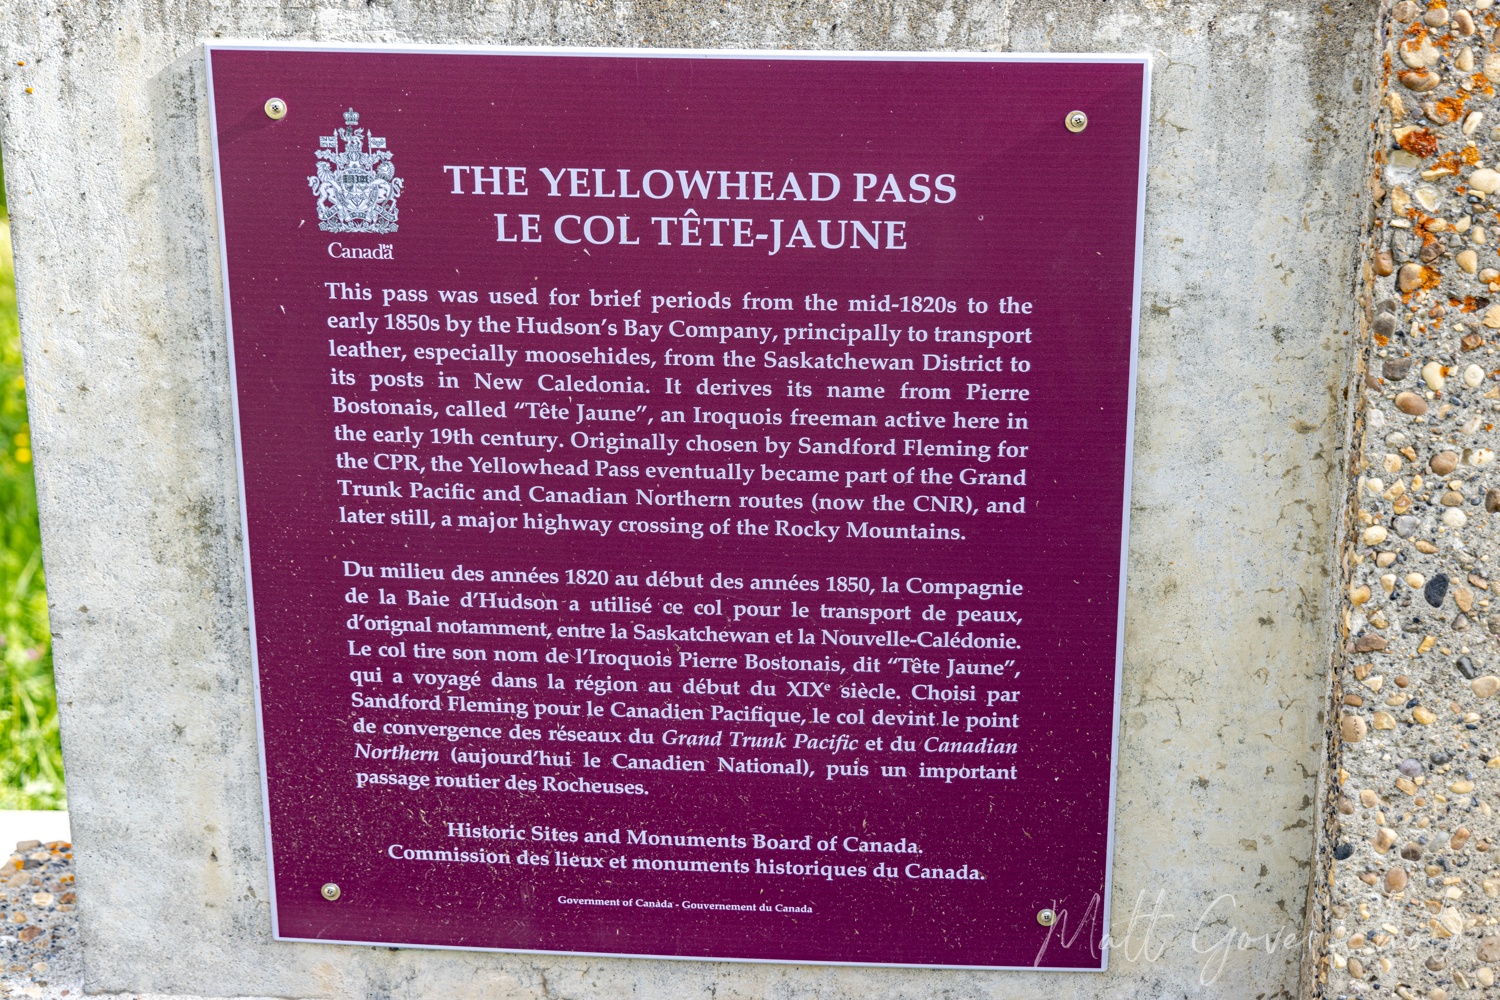 Canada
THE YELLOWHEAD PASS
LE COL TÊTE-JAUNE
This pass was used for brief periods from the mid-1820s to the
early 1850s by the Hudson's Bay Company, principally to transport
leather, especially moosehides, from the Saskatchewan District to
its posts in New Caledonia. It derives its name from Pierre
Bostonais, called "Tête Jaune", an Iroquois freeman active here in
the early 19th century. Originally chosen by Sandford Fleming for
the CPR, the Yellowhead Pass eventually became part of the Grand
Trunk Pacific and Canadian Northern routes (now the CNR), and
later still, a major highway crossing of the Rocky Mountains.
Du milieu des années 1820 au début des années 1850, la Compagnie
de la Baie d'Hudson a utilisé ce col pour le transport de peaux,
d'orignal notamment, entre la Saskatchewan et la Nouvelle-Calédonie.
Le col tire son nom de l'Iroquois Pierre Bostonais, dit "Tête Jaune",
qui a voyagé dans la région au début du XIXe siècle. Choisi par
Sandford Fleming pour le Canadien Pacifique, le col devint le point
de convergence des réseaux du Grand Trunk Pacific et du Canadian
Northern (aujourd'hui le Canadien National), puis un important
passage routier des Rocheuses.
Historic Sites and Monuments Board of Canada.
Commission des lieux et monuments historiques du Canada.
Government of Canada - Gouvernement du Canada
Matt